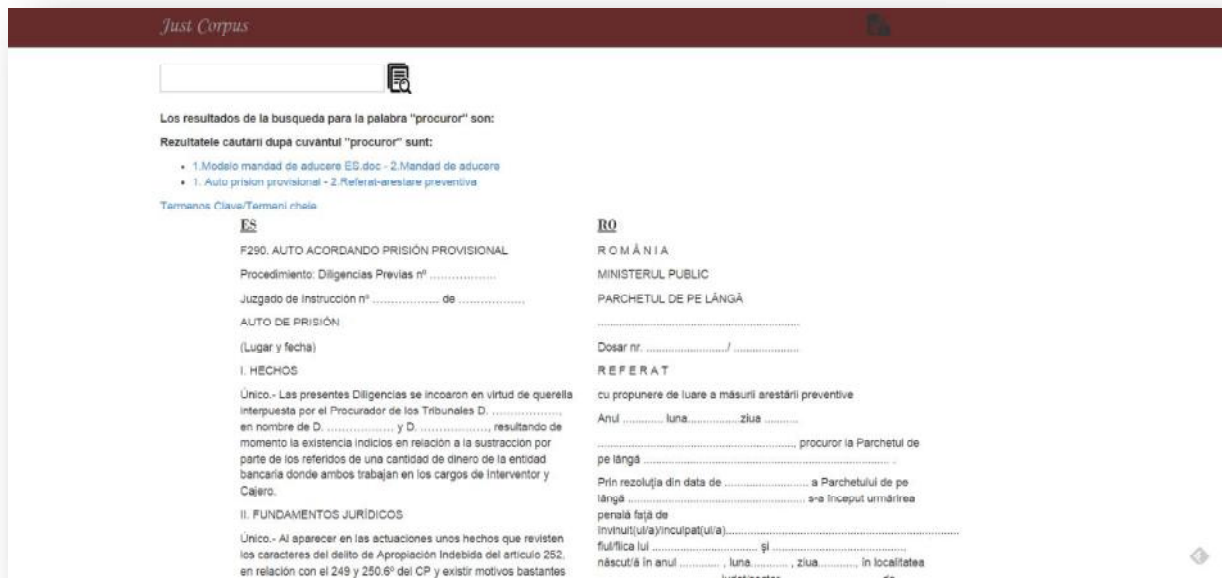 Just Corpus
Los resultados de la busqueda para la palabra "procuror" son:
Rezultatele căutării după cuvântul "procuror" sunt:
1.Modelo mandad de aducere ES.doc - 2.Mandad de aducere
1. Auto prision provisional - 2.Referat-arestare preventiva
Termenos Clave/Termeni cheie
ES
F290. AUTO ACORDANDO PRISIÓN PROVISIONAL
Procedimiento: Diligencias Previas nº ..................
Juzgado de Instrucción nº .................. de ..................
AUTO DE PRISIÓN
(Lugar y fecha)
I. HECHOS
Único.- Las presentes Diligencias se incoaron en virtud de querella
interpuesta por el Procurador de los Tribunales D. ..................,
en nombre de D. .................. y D. .................., resultando de
momento la existencia indicios en relación a la sustracción por
parte de los referidos de una cantidad de dinero de la entidad
bancaria donde ambos trabajan en los cargos de Interventor y
Cajero.
II. FUNDAMENTOS JURÍDICOS
Único.- Al aparecer en las actuaciones unos hechos que revisten
los caracteres del delito de Apropiación Indebida del artículo 252,
en relación con el 249 y 250.6º del CP y existir motivos bastantes
RO
R O M Â N I A
MINISTERUL PUBLIC
PARCHETUL DE PE LÂNGĂ
..................................................................
Dosar nr. ........................../ .....................
R E F E R A T
cu propunere de luare a măsurii arestării preventive
Anul ............. luna.................ziua ...........
................................................................, procuror la Parchetul de
pe lângă ................................................................................ .
Prin rezoluția din data de ........................... a Parchetului de pe
lângă .......................................................... s-a început urmărirea
penală față de
învinuit(ul/a)/inculpat(ul/a)............................................................................
fiul/fiica lui ................................... și ............................................
născut/ă în anul ............. , luna............ , ziua............, în localitatea